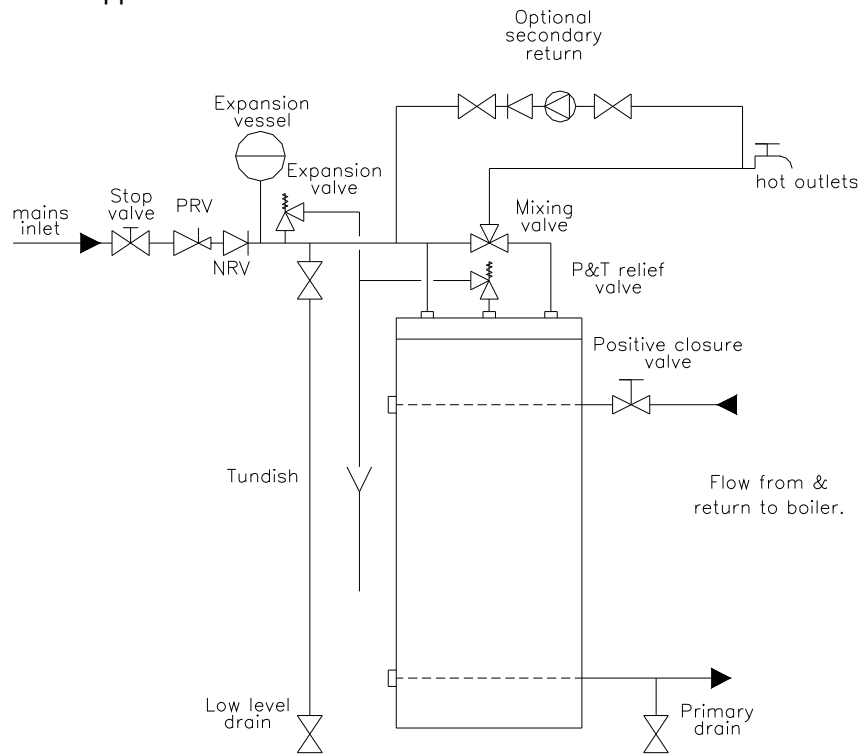 Optional
secondary
return
Expansion
vessel
Expansion
valve
Stop
valve
PRV
mains
inlet
NRV
Mixing
valve
hot outlets
P&T relief
valve
Positive closure
valve
Tundish
Flow from &
return to boiler.
Low level
drain
Primary
drain